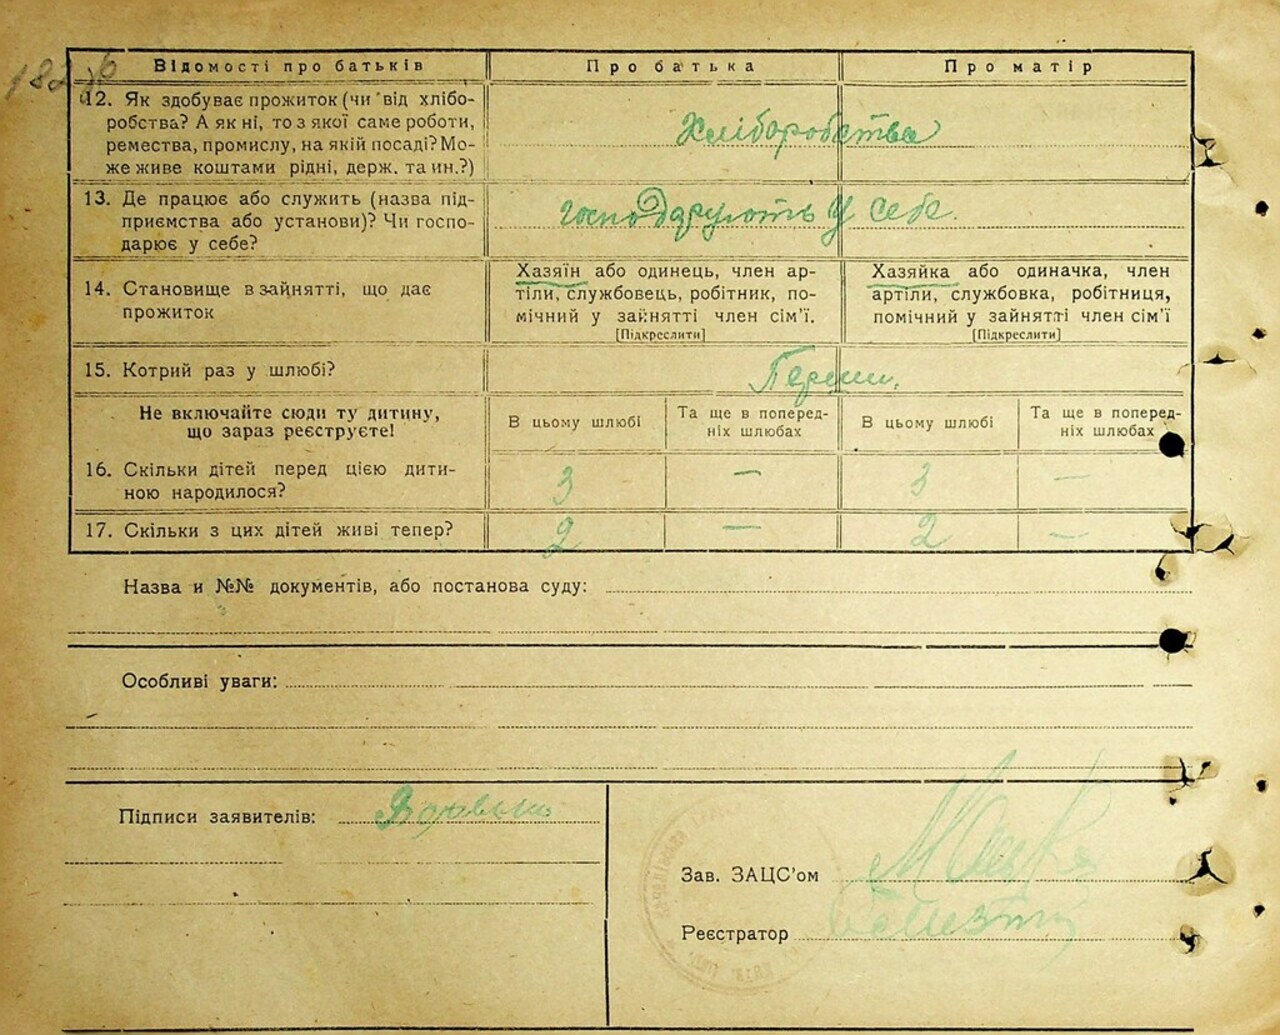 182 зб
Відомості про батьків
Про батька
Про матір
12. Як здобуває прожиток (чи від хлібо-
робства? А як ні, то з якої саме роботи,
ремества, промислу, на якій посаді? Мо-
же живе коштами рідні, держ. та ин.?)
Хліборобства
13. Де працює або служить (назва під-
приємства або установи)? Чи госпо-
дарює у себе?
господарують у себе.
14. Становище в зайнятті, що дає
прожиток
Хазяїн або одинець, член ар-
тіли, службовець, робітник, по-
мічний у зайнятті член сім'ї.
[Підкреслити]
Хазяйка або одиначка, член
артіли, службовка, робітниця,
помічний у зайнятті член сім'ї
[Підкреслити]
15. Котрий раз у шлюбі?
Перши.
Не включайте сюди ту дитину,
що зараз реєструєте!
В цьому шлюбі
Та ще в поперед-
ніх шлюбах
В цьому шлюбі
Та ще в поперед-
ніх шлюбах
16. Скільки дітей перед цією дити-
ною народилося?
3 — 3 —
17. Скільки з цих дітей живі тепер?
2 — 2 —
Назва и №№ документів, або постанова суду:
Особливі уваги:
Підписи заявителів:
Зав. ЗАЦС'ом
Реєстратор